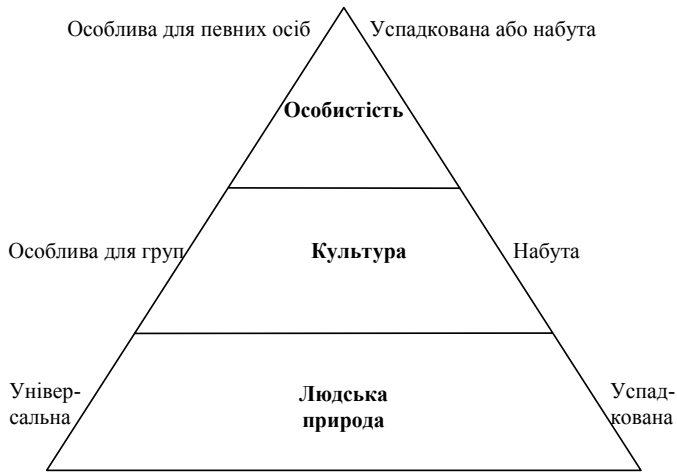 Особлива для певних осіб
Успадкована або набута
Особистість
Особлива для груп
Культура
Набута
Універ-
сальна
Людська
природа
Успад-
кована